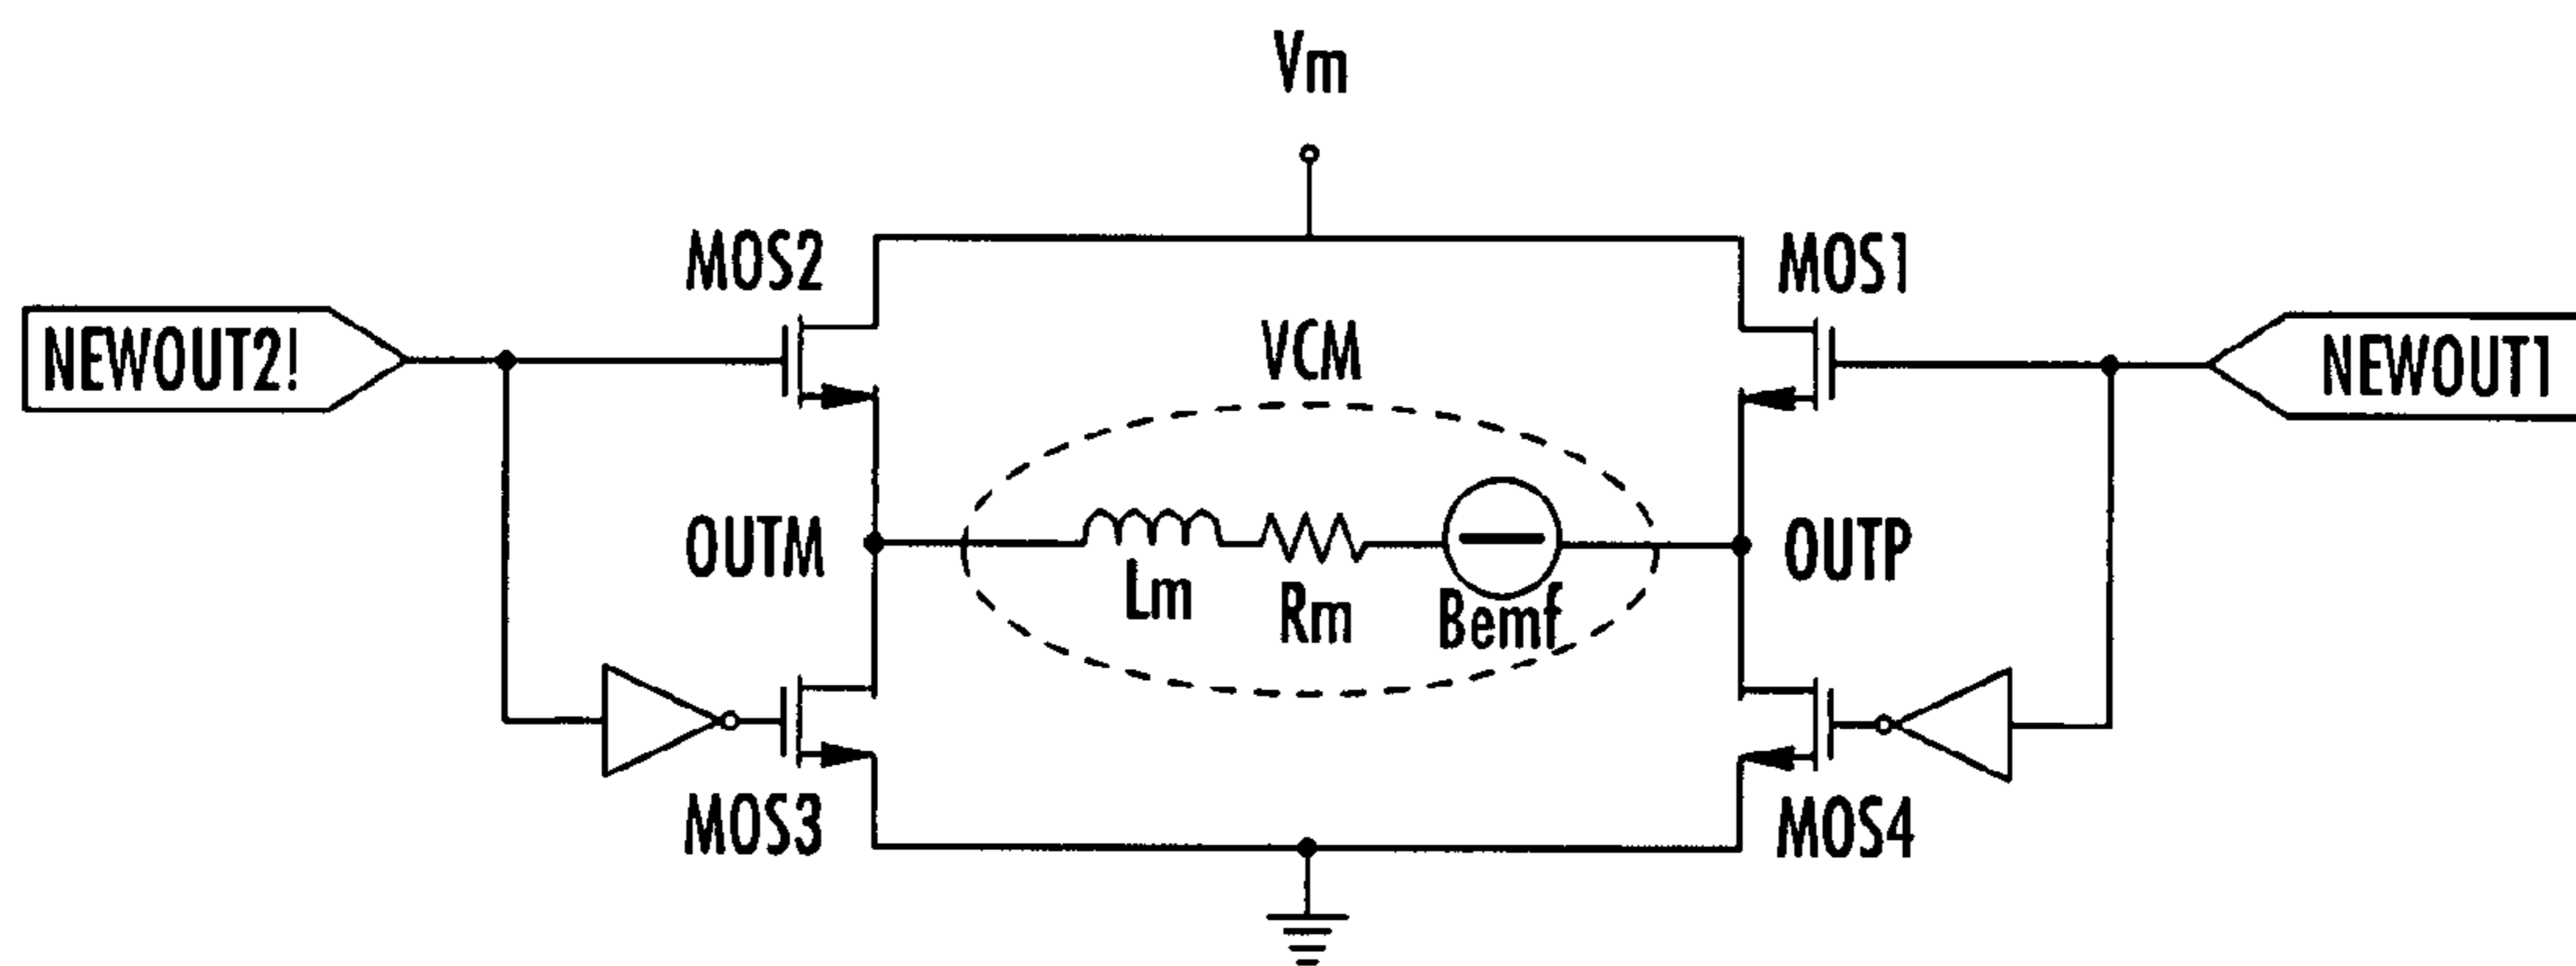 Vm
MOS2
MOS1
NEWOUT2!
VCM
NEWOUT1
OUTM
OUTP
Lm
Rm
Bemf
MOS3
MOS4